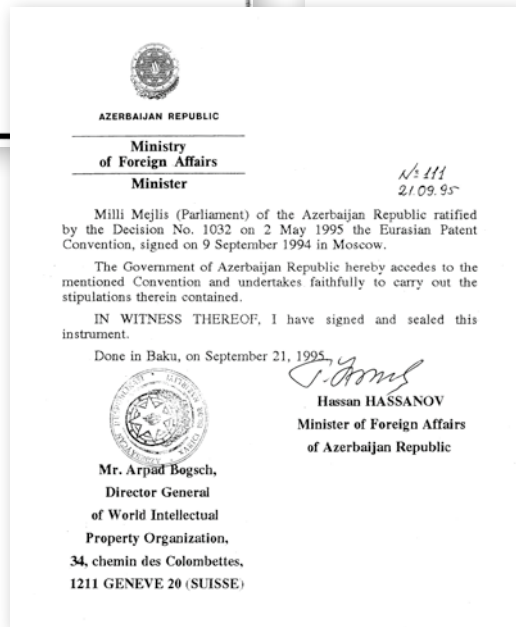 AZERBAIJAN REPUBLIC
Ministry
of Foreign Affairs
Minister
№ 111
21.09.95
Milli Mejlis (Parliament) of the Azerbaijan Republic ratified
by the Decision No. 1032 on 2 May 1995 the Eurasian Patent
Convention, signed on 9 September 1994 in Moscow.
The Government of Azerbaijan Republic hereby accedes to the
mentioned Convention and undertakes faithfully to carry out the
stipulations therein contained.
IN WITNESS THEREOF, I have signed and sealed this
instrument.
Done in Baku, on September 21, 1995
Hassan HASSANOV
Minister of Foreign Affairs
of Azerbaijan Republic
Mr. Arpad Bogsch,
Director General
of World Intellectual
Property Organization,
34, chemin des Colombettes,
1211 GENEVE 20 (SUISSE)